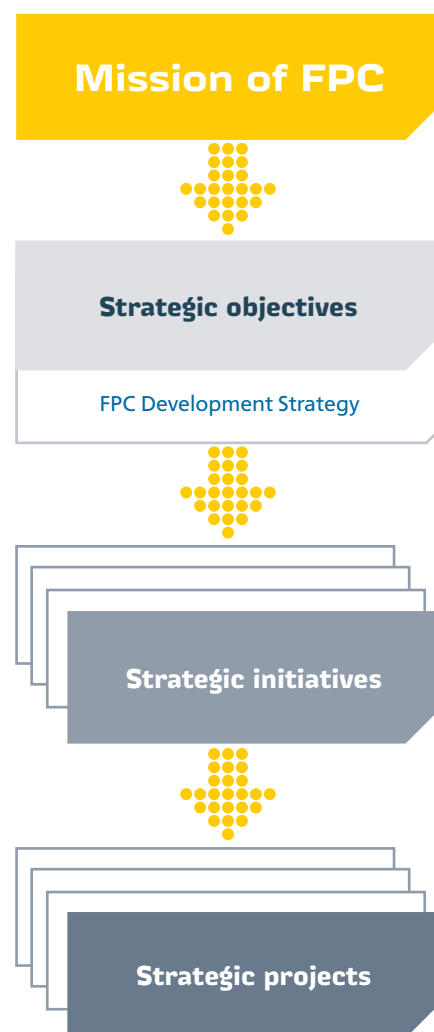 Mission of FPC
Strategic objectives
FPC Development Strategy
Strategic initiatives
Strategic projects